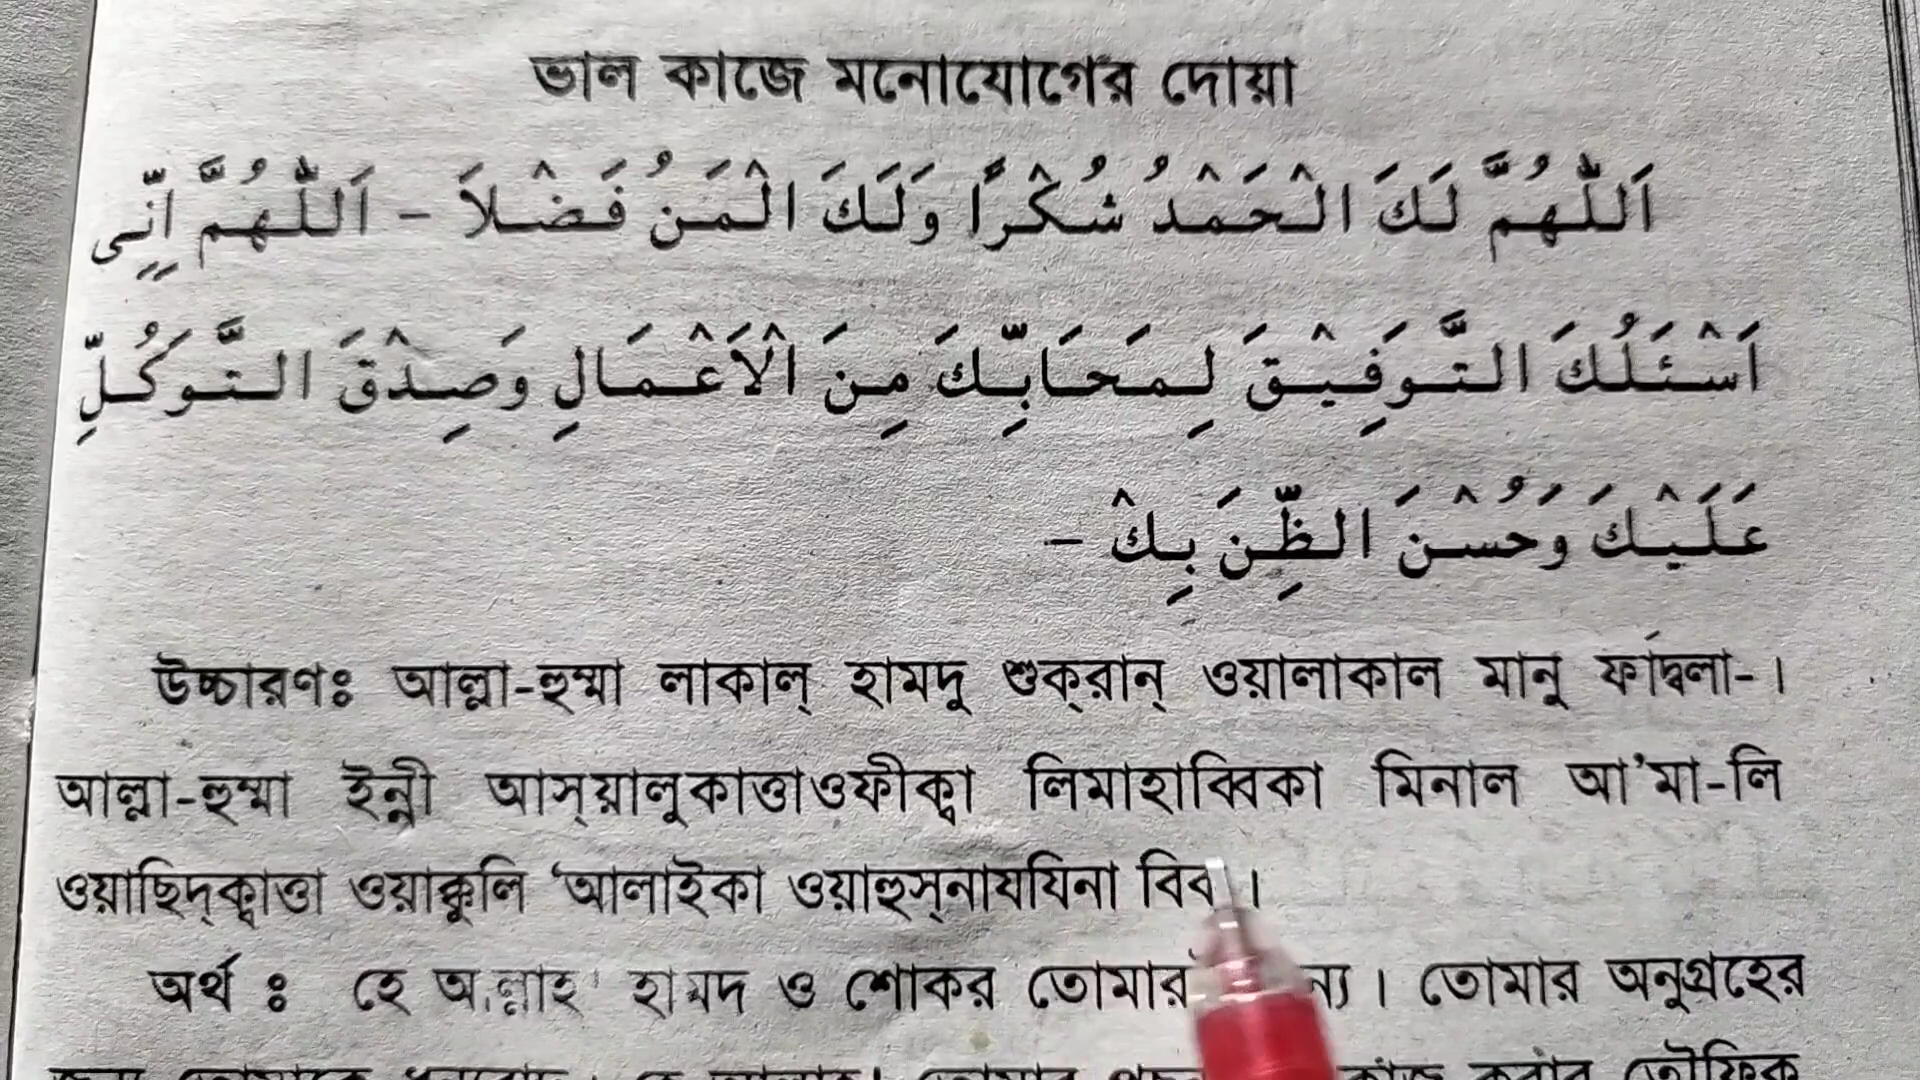 ভাল কাজে মনোযোগের দোয়া
اَللّٰهُمَّ لَكَ الْحَمْدُ شُكْرًا وَلَكَ الْمَنُ فَضْلَا – اَللّٰهُمَّ اِنِّى
اَسْئَلُكَ التَّوَفِيْقَ لِمَحَابِّكَ مِنَ الْاَعْمَالِ وَصِدْقَ التَّوَكُلِّ
عَلَيْكَ وَحُسْنَ الظِّنَ بِكْ –
উচ্চারণঃ আল্লা-হুম্মা লাকাল্ হামদু শুক্‌রান্ ওয়ালাকাল মানু ফাদ্বলা-।
আল্লা-হুম্মা ইন্নী আস্‌য়ালুকাত্তাওফীক্বা লিমাহাব্বিকা মিনাল আ’মা-লি
ওয়াছিদ্‌ক্বাত্তা ওয়াক্কুলি ‘আলাইকা ওয়াহুস্‌নাযযিনা বিব ।
অর্থ ঃ হে আল্লাহ হামদ ও শোকর তোমার । তোমার অনুগ্রহের
কাজ করার তৌফিক